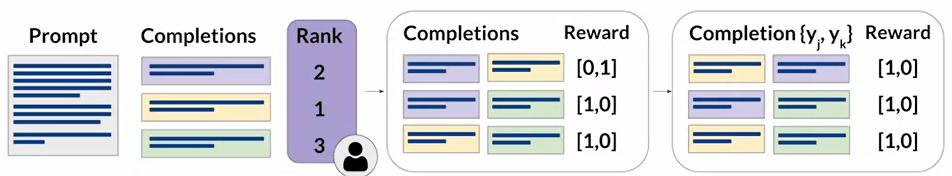 Prompt
Completions
Rank
2
1
3
Completions
Reward
[0,1]
[1,0]
[1,0]
Completion {yj, yk}
Reward
[1,0]
[1,0]
[1,0]